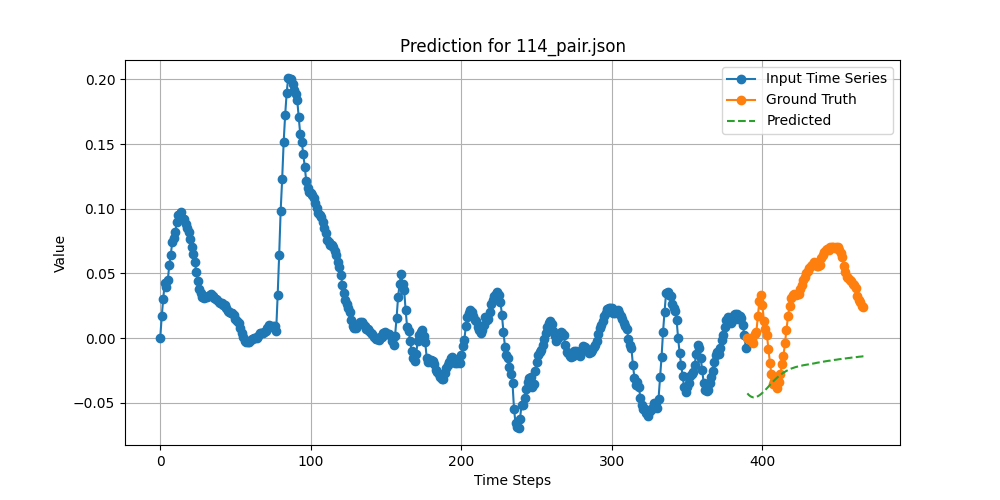 Prediction for 114_pair.json
Input Time Series
Ground Truth
Predicted
Value
0.20
0.15
0.10
0.05
0.00
−0.05
0
100
200
300
400
Time Steps